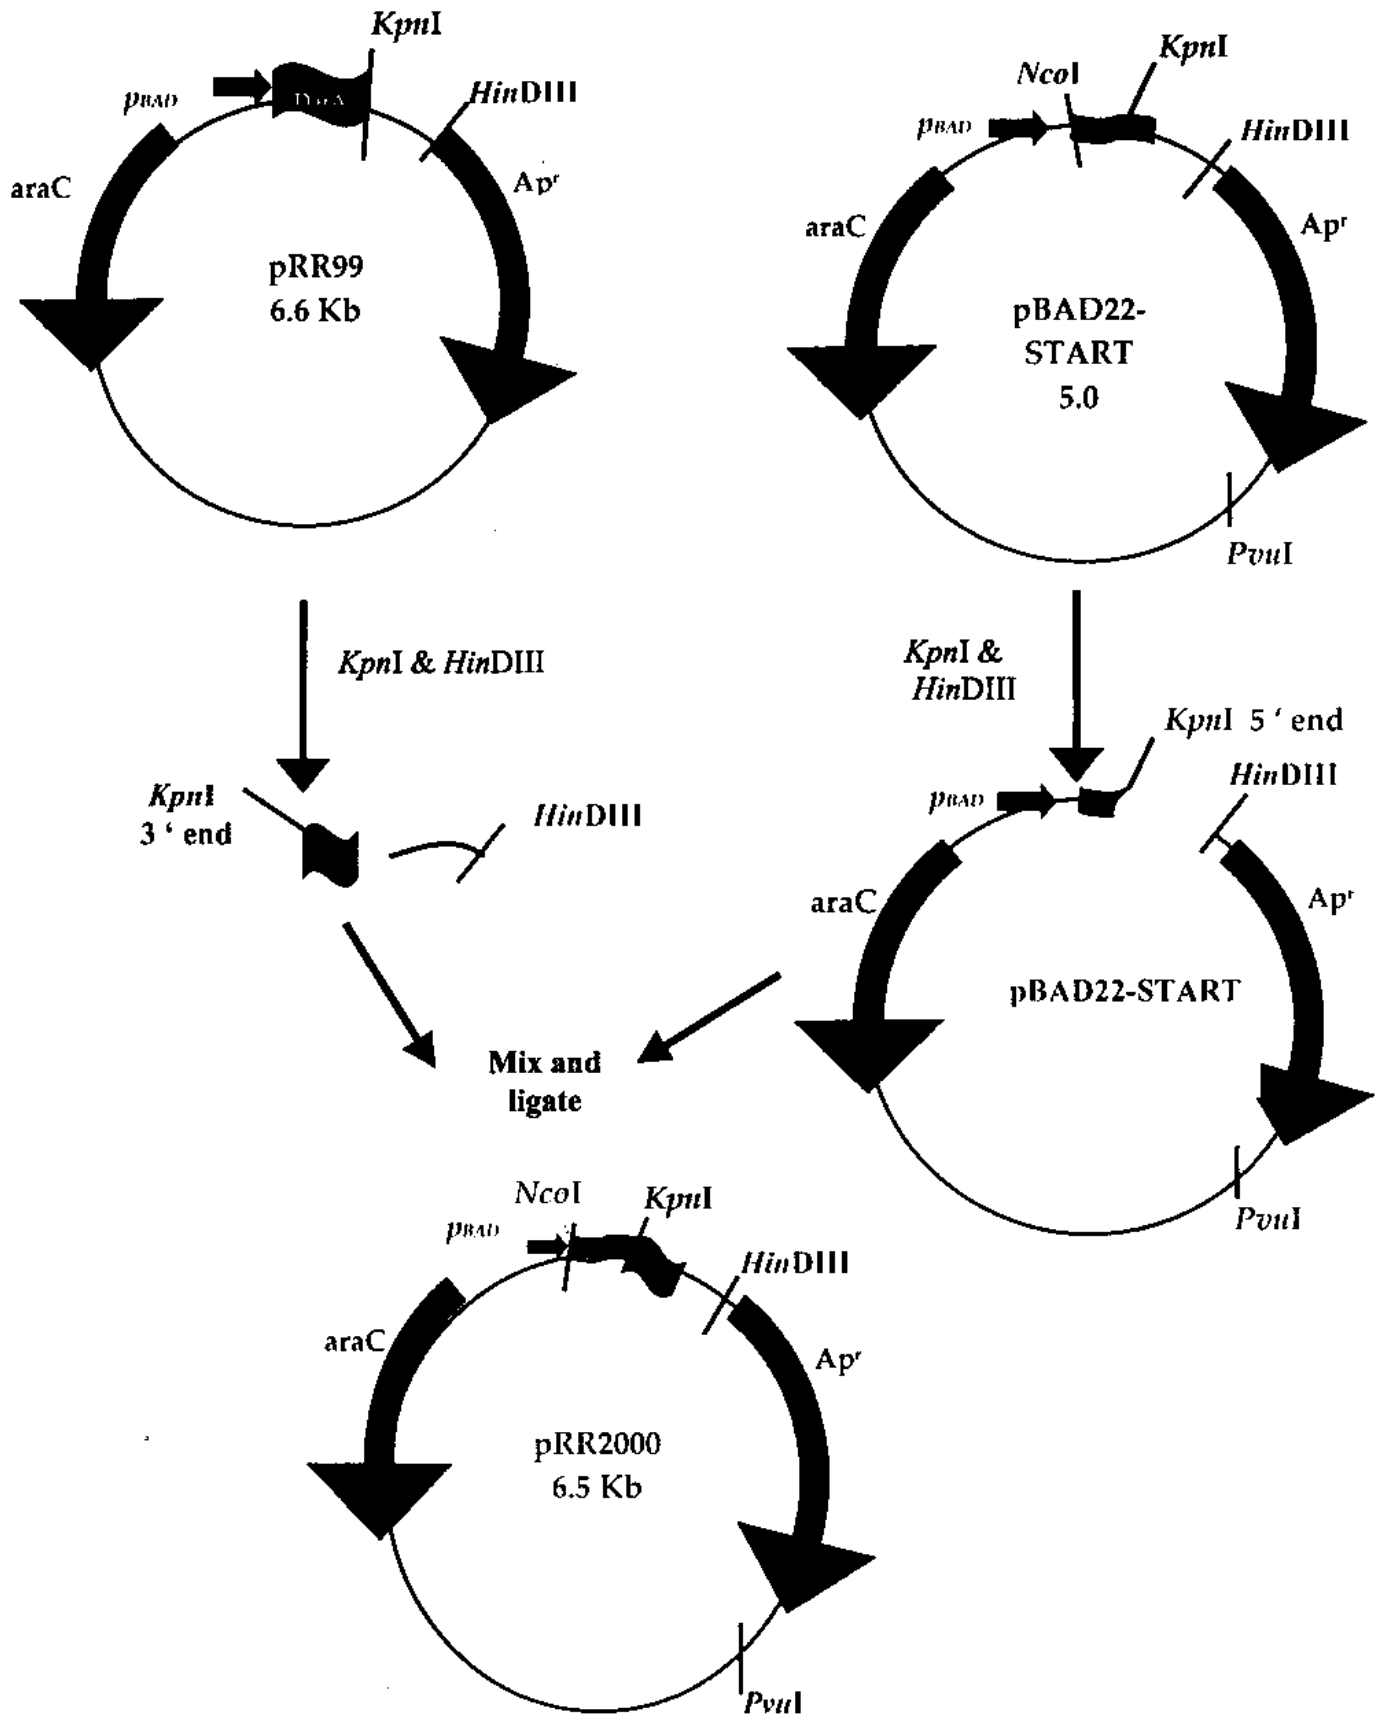 KpnI
HinDIII
pBAD
araC
Apr
pRR99
6.6 Kb
KpnI
NcoI
pBAD
HinDIII
araC
Apr
pBAD22-
START
5.0
PvuI
KpnI & HinDIII
KpnI &
HinDIII
KpnI
3 ‘ end
HinDIII
KpnI 5 ‘ end
HinDIII
pBAD
araC
Apr
pBAD22-START
PvuI
Mix and
ligate
NcoI
KpnI
pBAD
HinDIII
araC
Apr
pRR2000
6.5 Kb
PvuI